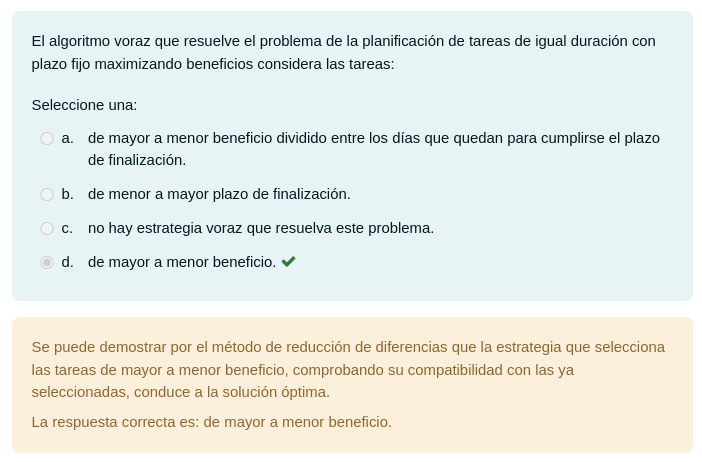 El algoritmo voraz que resuelve el problema de la planificación de tareas de igual duración con
plazo fijo maximizando beneficios considera las tareas:
Seleccione una:
a. de mayor a menor beneficio dividido entre los días que quedan para cumplirse el plazo
de finalización.
b. de menor a mayor plazo de finalización.
c. no hay estrategia voraz que resuelva este problema.
d. de mayor a menor beneficio.
Se puede demostrar por el método de reducción de diferencias que la estrategia que selecciona
las tareas de mayor a menor beneficio, comprobando su compatibilidad con las ya
seleccionadas, conduce a la solución óptima.
La respuesta correcta es: de mayor a menor beneficio.